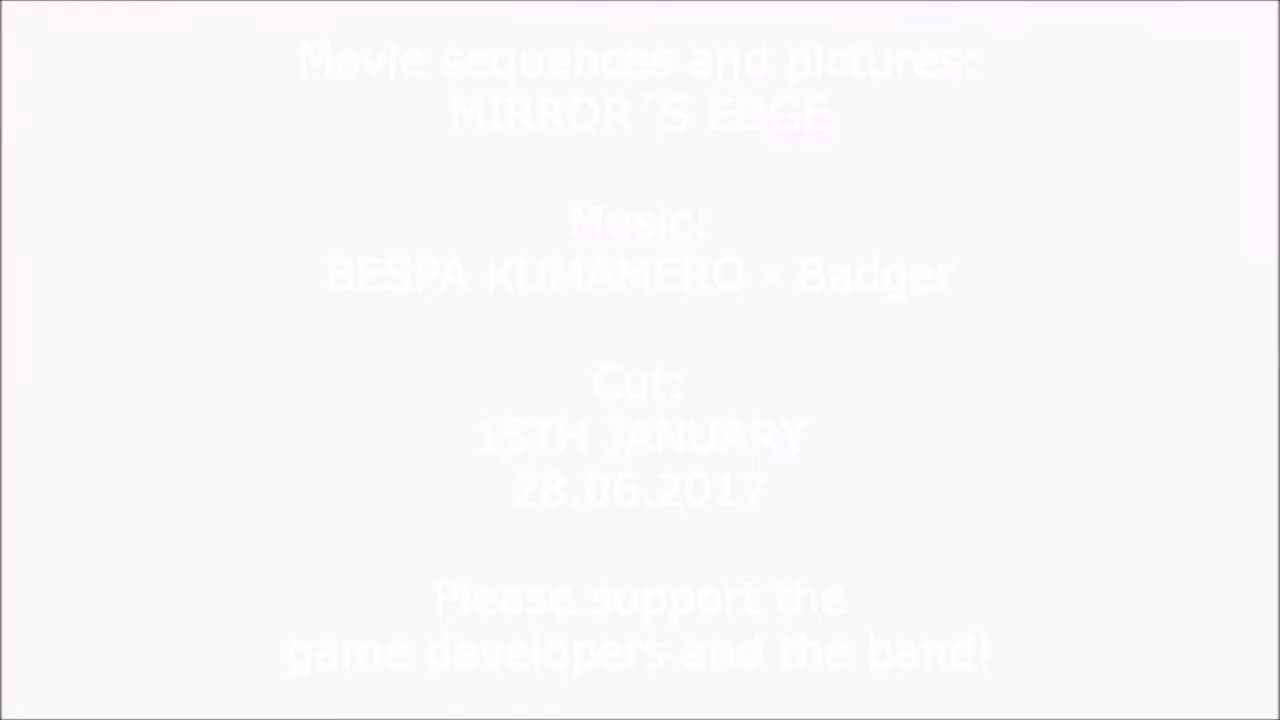 Movie sequences and pictures:
MIRROR`S EDGE
Music:
BESPA KUMAMERO - Badger
Cut:
15TH JANUARY
28.06.2017
Please support the
game developers and the band!